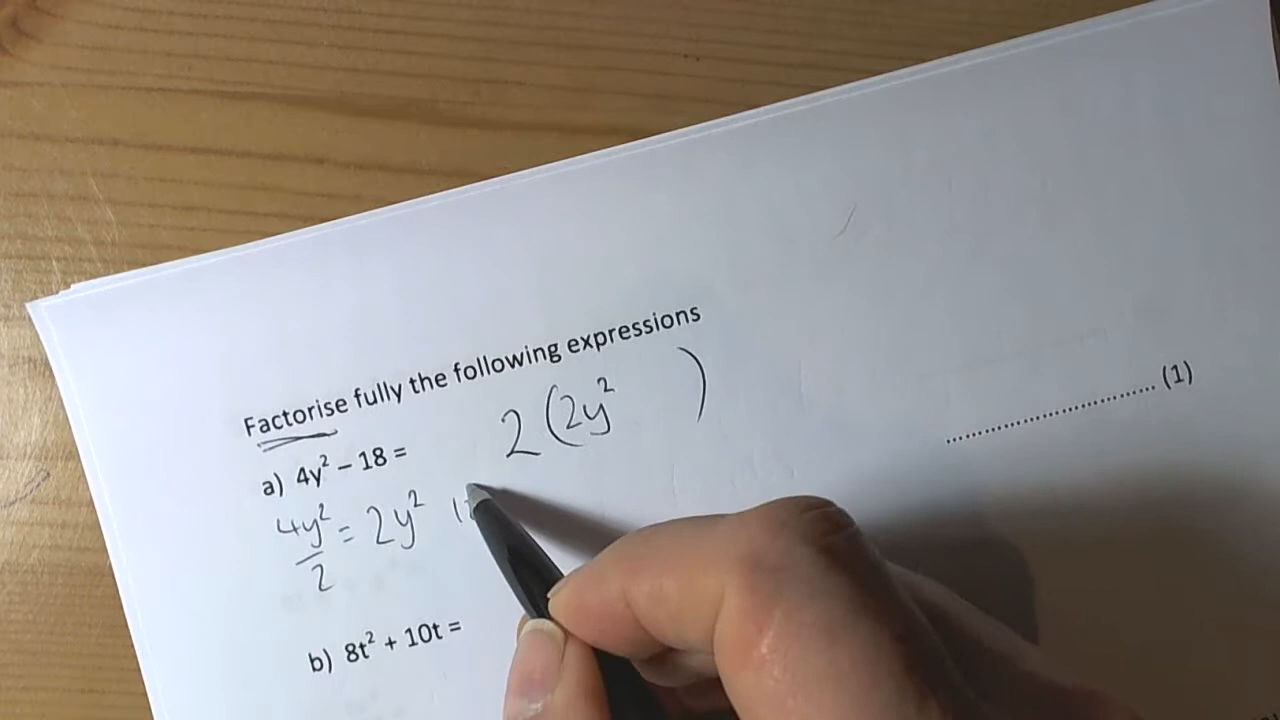 Factorise fully the following expressions
2 (2y² )
a) 4y² – 18 =
4y²/2 = 2y²
b) 8t² + 10t =
.................................... (1)